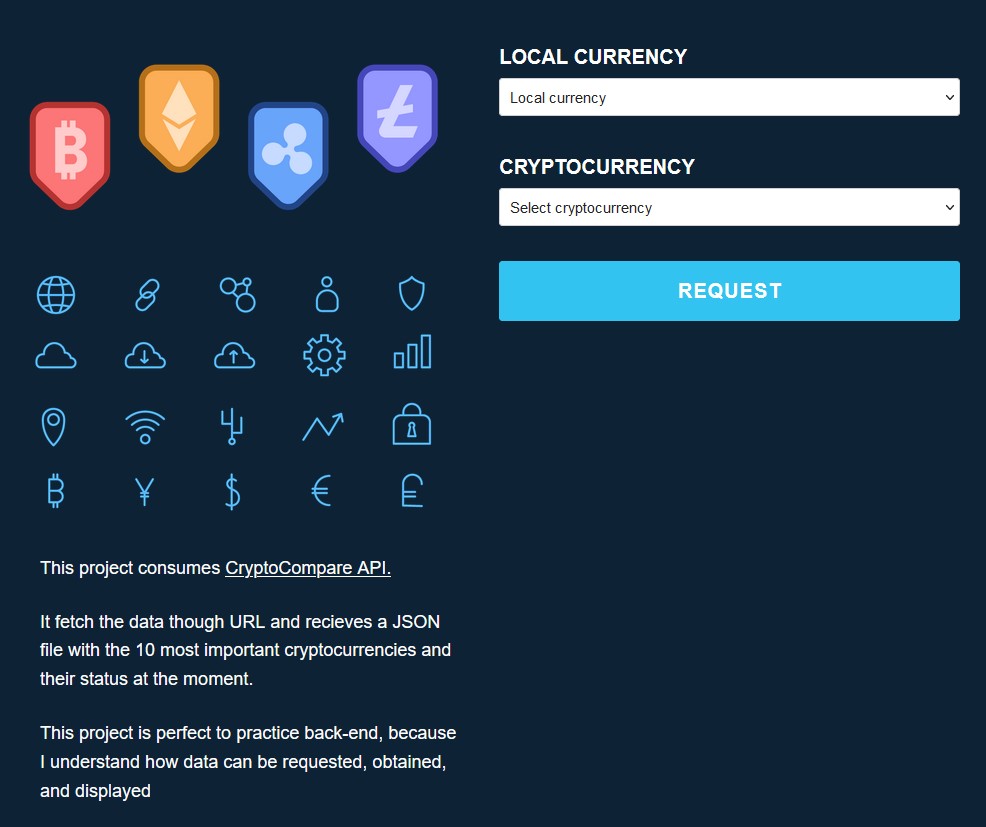 LOCAL CURRENCY
Local currency
CRYPTOCURRENCY
Select cryptocurrency
REQUEST
This project consumes CryptoCompare API.
It fetch the data though URL and recieves a JSON
file with the 10 most important cryptocurrencies and
their status at the moment.
This project is perfect to practice back-end, because
I understand how data can be requested, obtained,
and displayed